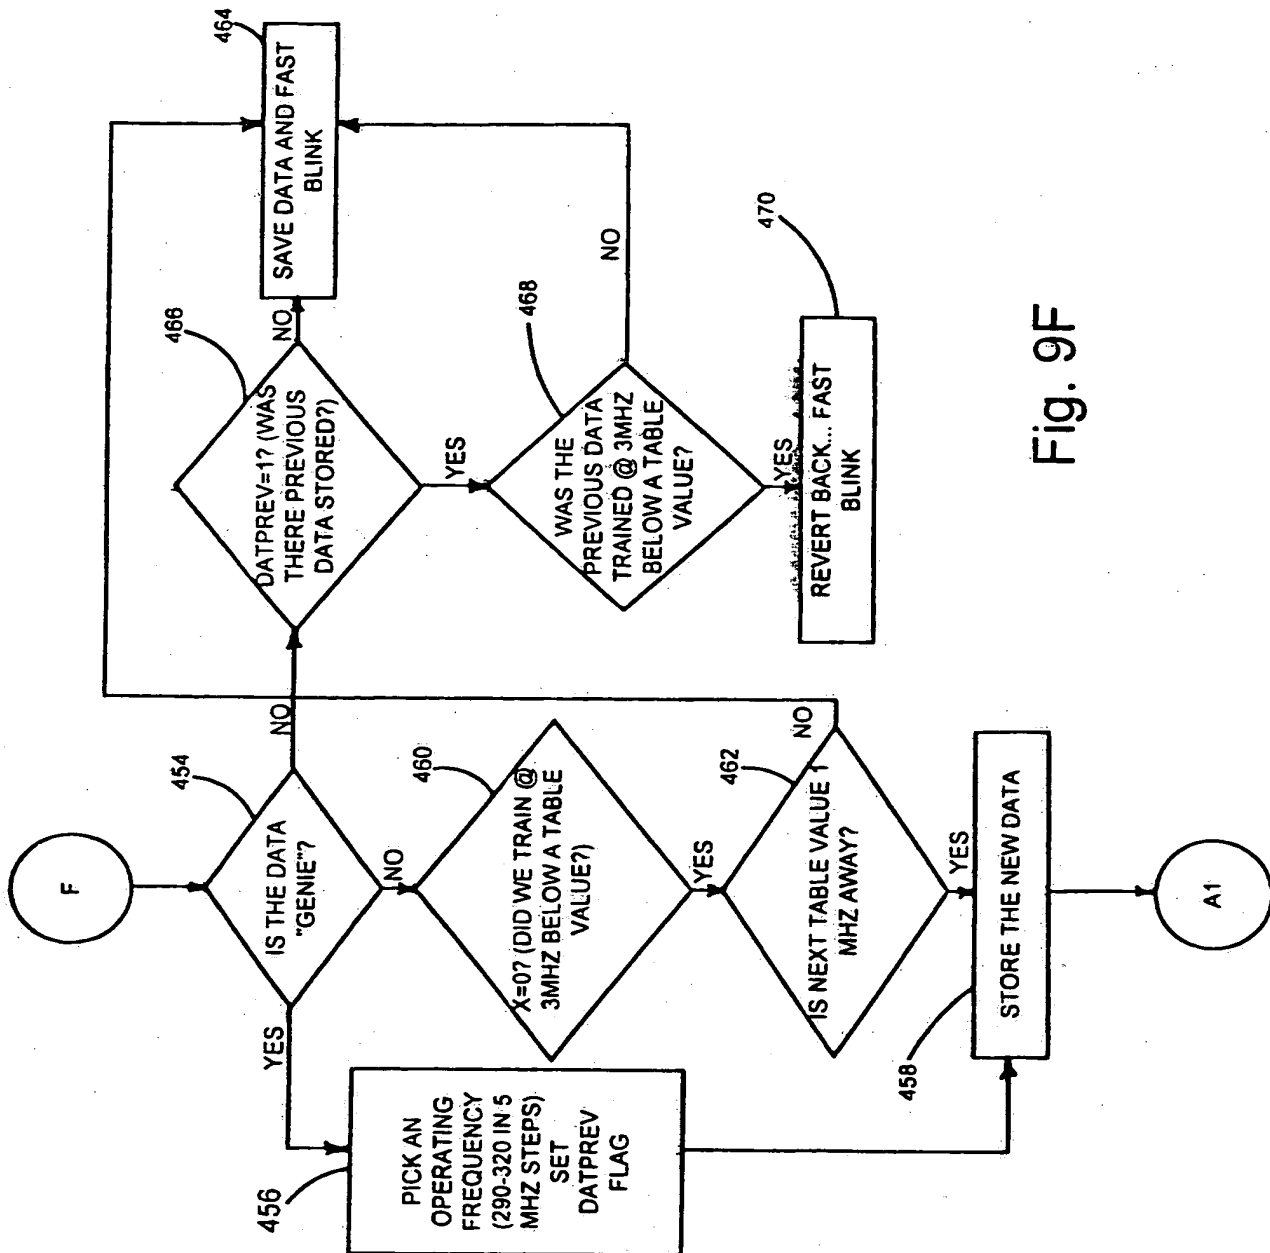 F
454
IS THE DATA
"GENIE"?
YES
NO
NO
456
PICK AN
OPERATING
FREQUENCY
(290-320 IN 5
MHZ STEPS)
SET
DATPREV
FLAG
460
X=0? (DID WE TRAIN @
3MHZ BELOW A TABLE
VALUE?)
YES
462
IS NEXT TABLE VALUE 1
MHZ AWAY?
NO
YES
458
STORE THE NEW DATA
A1
466
DATPREV=1? (WAS
THERE PREVIOUS
DATA STORED?)
NO
YES
464
SAVE DATA AND FAST
BLINK
468
WAS THE
PREVIOUS DATA
TRAINED @ 3MHZ
BELOW A TABLE
VALUE?
NO
YES
470
REVERT BACK... FAST
BLINK
Fig. 9F